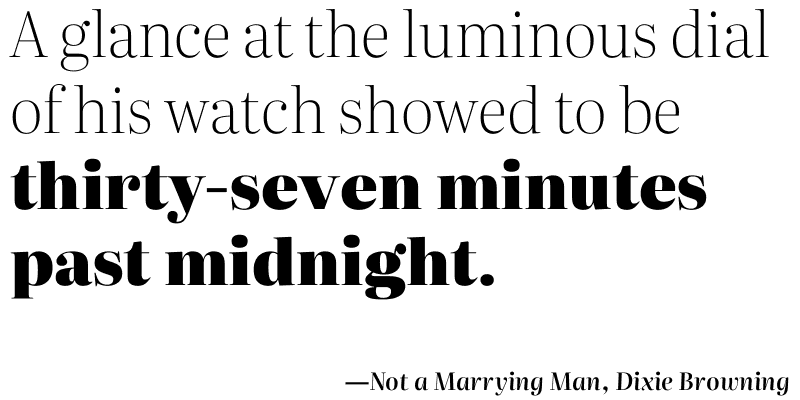 A glance at the luminous dial
of his watch showed to be
thirty-seven minutes
past midnight.
—Not a Marrying Man, Dixie Browning